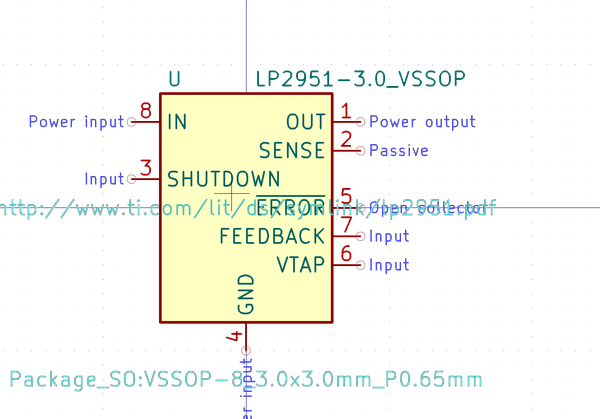 U LP2951-3.0_VSSOP
Power input 8 IN OUT 1 Power output
SENSE 2 Passive
Input 3 SHUTDOWN
http://www.ti.com/lit/ds/symlink/lp2951.pdf
ERROR 5 Open collector
FEEDBACK 7 Input
VTAP 6 Input
GND
4
Package_SO:VSSOP-8_3.0x3.0mm_P0.65mm
input